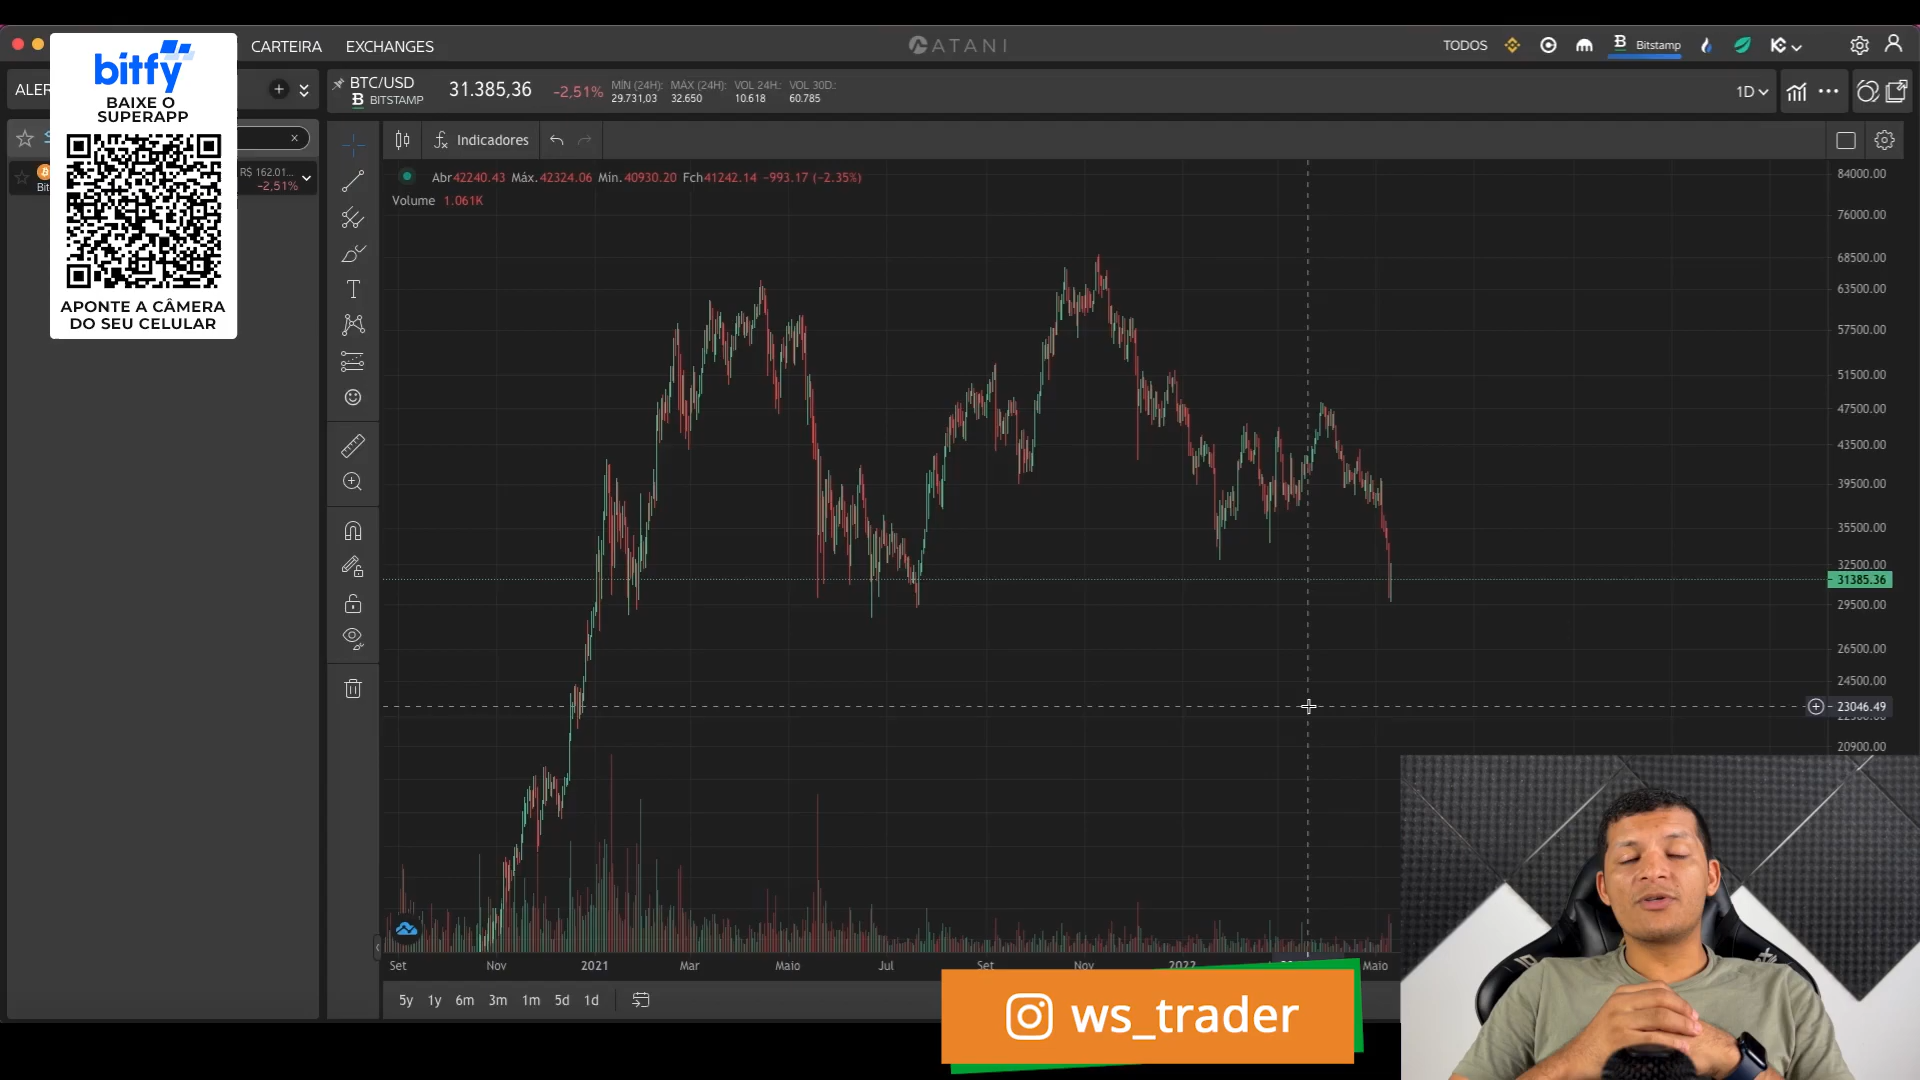 bitfy
BAIXE O
SUPERAPP
APONTE A CÂMERA
DO SEU CELULAR
CARTEIRA
EXCHANGES
ATANI
TODOS
Bitstamp
ALER
BTC/USD
BITSTAMP
31.385,36
-2,51%
MÍN (24H):
29.731,03
MÁX (24H):
32.650
VOL 24H.:
10.618
VOL 30D.:
60.785
1D
R$ 162.01...
-2,51%
Bit
Indicadores
Abr42240.43 Máx.42324.06 Mín.40930.20 Fch41242.14 -993.17 (-2.35%)
Volume 1.061K
84000.00
76000.00
68500.00
63500.00
57500.00
51500.00
47500.00
43500.00
39500.00
35500.00
32500.00
31385.36
29500.00
26500.00
24500.00
23046.49
20900.00
Set
Nov
2021
Mar
Maio
Jul
Set
Nov
2022
Maio
5y
1y
6m
3m
1m
5d
1d
ws_trader